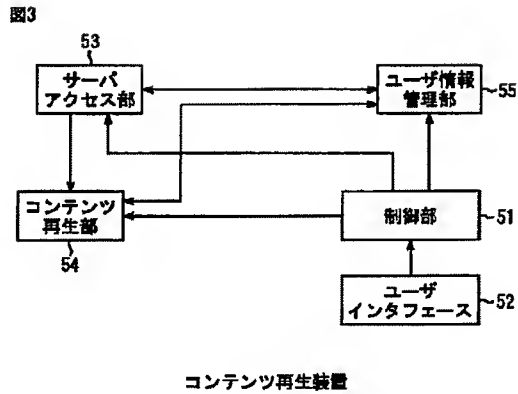 図3
53
サーバ
アクセス部
ユーザ情報
管理部
55
コンテンツ
再生部
54
制御部
51
ユーザ
インタフェース
52
コンテンツ再生装置